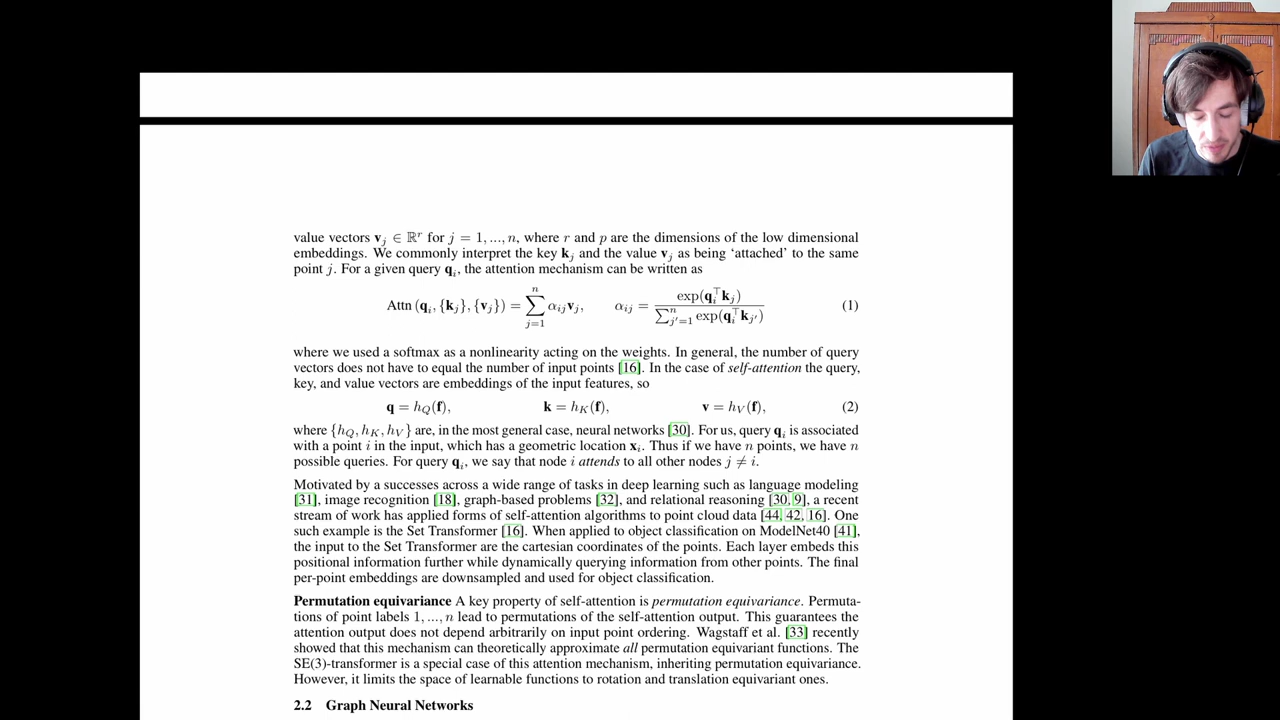 value vectors v_j ∈ ℝ^r for j = 1, ..., n, where r and p are the dimensions of the low dimensional
embeddings. We commonly interpret the key k_j and the value v_j as being ‘attached’ to the same
point j. For a given query q_i, the attention mechanism can be written as
Attn (q_i, {k_j}, {v_j}) = ∑_{j=1}^{n} α_{ij} v_j, α_{ij} = exp(q_i^⊤ k_j) / ∑_{j'=1}^{n} exp(q_i^⊤ k_{j'}) (1)
where we used a softmax as a nonlinearity acting on the weights. In general, the number of query
vectors does not have to equal the number of input points [16]. In the case of self-attention the query,
key, and value vectors are embeddings of the input features, so
q = h_Q(f), k = h_K(f), v = h_V(f), (2)
where {h_Q, h_K, h_V} are, in the most general case, neural networks [30]. For us, query q_i is associated
with a point i in the input, which has a geometric location x_i. Thus if we have n points, we have n
possible queries. For query q_i, we say that node i attends to all other nodes j ≠ i.
Motivated by a successes across a wide range of tasks in deep learning such as language modeling
[31], image recognition [18], graph-based problems [32], and relational reasoning [30, 9], a recent
stream of work has applied forms of self-attention algorithms to point cloud data [44, 42, 16]. One
such example is the Set Transformer [16]. When applied to object classification on ModelNet40 [41],
the input to the Set Transformer are the cartesian coordinates of the points. Each layer embeds this
positional information further while dynamically querying information from other points. The final
per-point embeddings are downsampled and used for object classification.
Permutation equivariance A key property of self-attention is permutation equivariance. Permuta-
tions of point labels 1, ..., n lead to permutations of the self-attention output. This guarantees the
attention output does not depend arbitrarily on input point ordering. Wagstaff et al. [33] recently
showed that this mechanism can theoretically approximate all permutation equivariant functions. The
SE(3)-transformer is a special case of this attention mechanism, inheriting permutation equivariance.
However, it limits the space of learnable functions to rotation and translation equivariant ones.
2.2 Graph Neural Networks